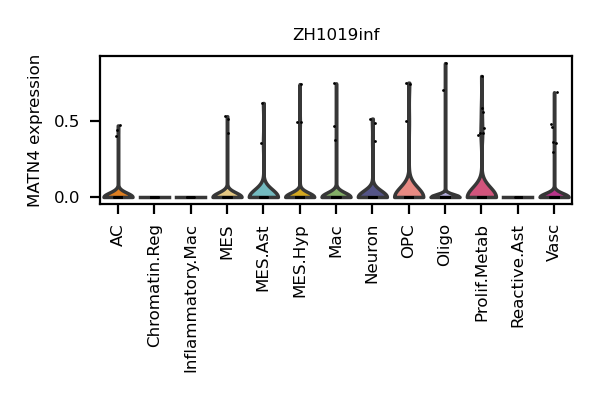 ZH1019inf
MATN4 expression
0.5
0.0
AC
Chromatin.Reg
Inflammatory.Mac
MES
MES.Ast
MES.Hyp
Mac
Neuron
OPC
Oligo
Prolif.Metab
Reactive.Ast
Vasc